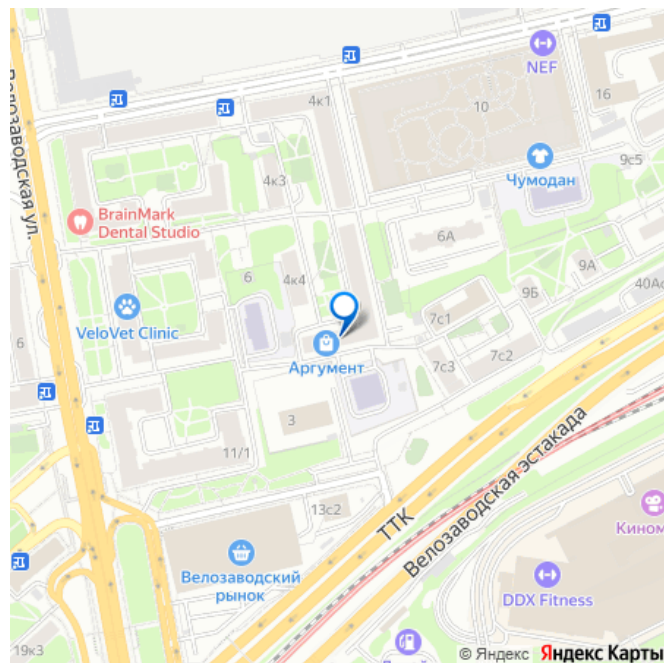 NEF
4к1
10
16
9с5
Чумодан
4к3
Велозаводская ул.
BrainMark
Dental Studio
6А
9А
6
4к4
9Б
40Ас
VeloVet Clinic
7с1
6
Аргумент
7с3
7с2
3
11/1
Велозаводская эстакада
ТТК
13с2
Кином
Велозаводский
рынок
DDX Fitness
19к3
© Яндекс Яндекс Карты